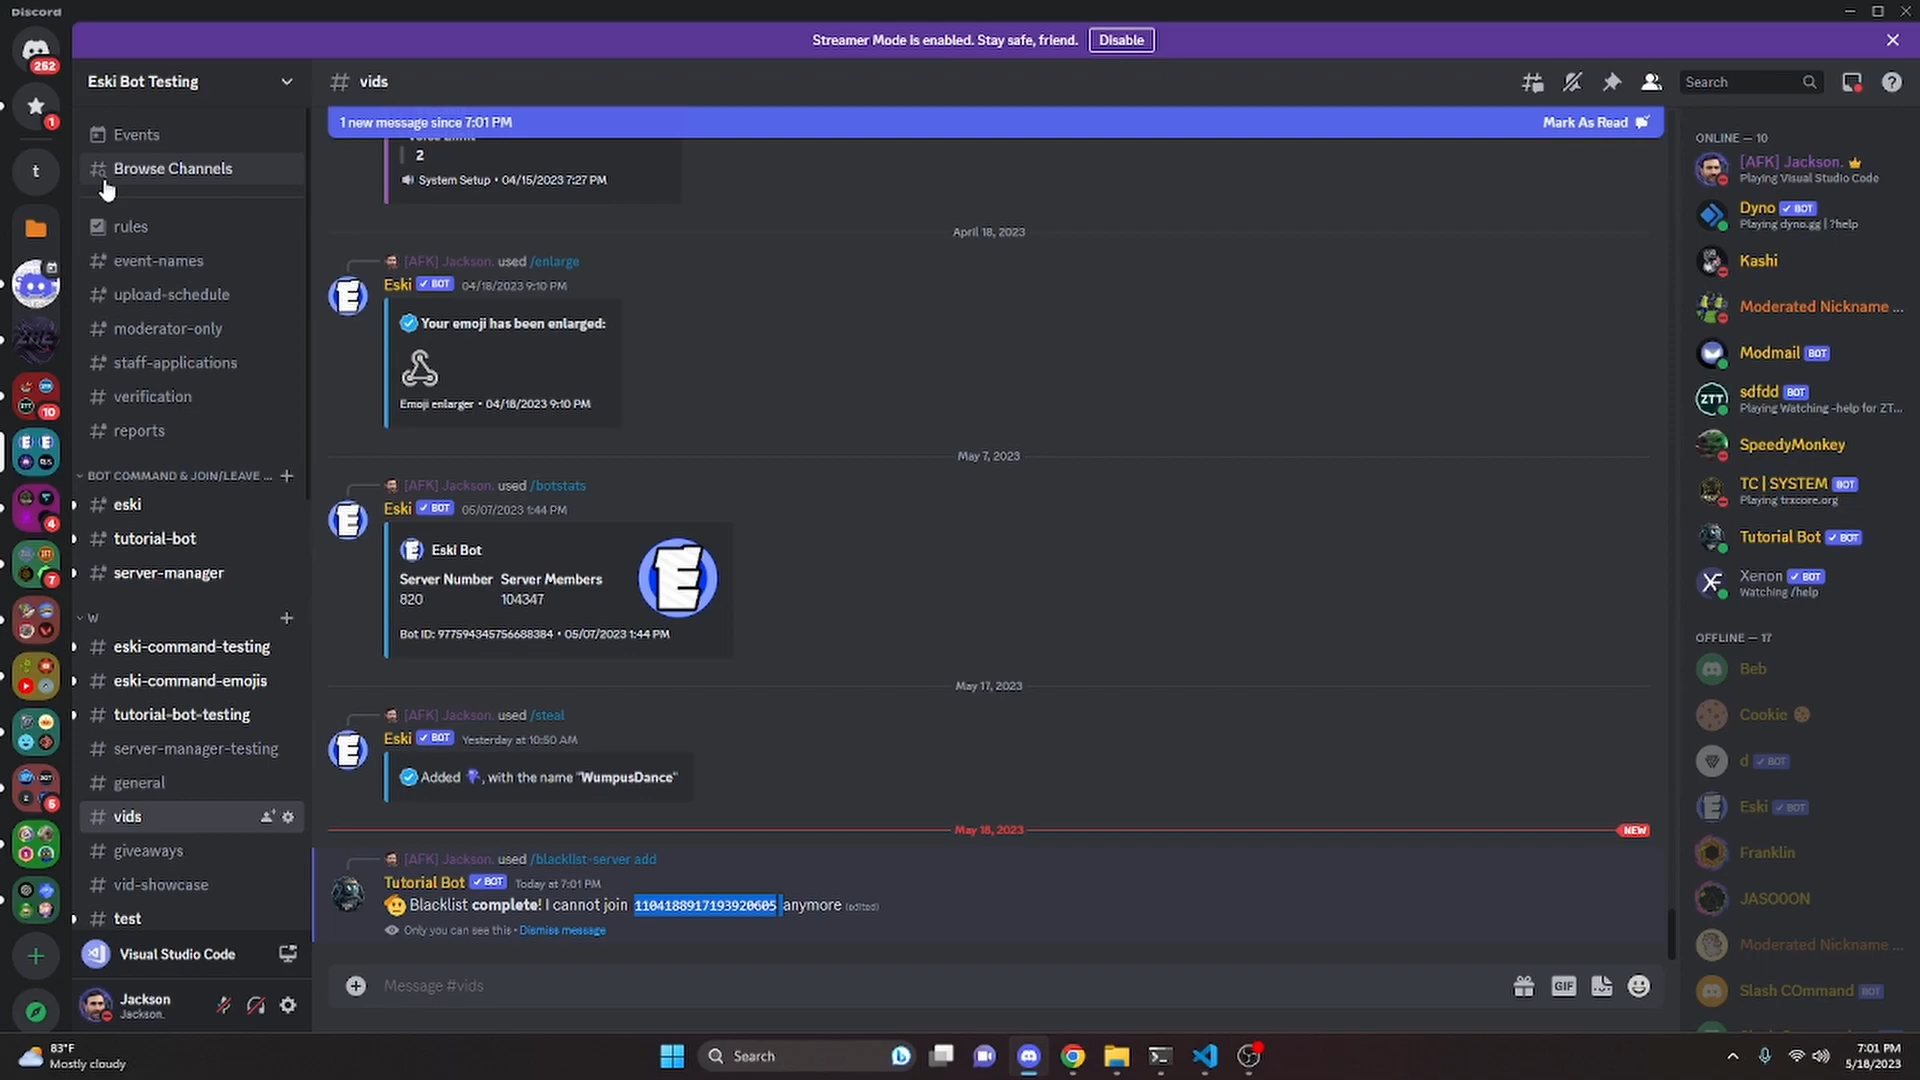 Discord
Streamer Mode is enabled. Stay safe, friend.
Disable
252
1
t
10
4
7
5
Eski Bot Testing
Events
Browse Channels
rules
event-names
upload-schedule
moderator-only
staff-applications
verification
reports
BOT COMMAND & JOIN/LEAVE ...
eski
tutorial-bot
server-manager
W
eski-command-testing
eski-command-emojis
tutorial-bot-testing
server-manager-testing
general
vids
giveaways
vid-showcase
test
Visual Studio Code
Jackson
Jackson.
vids
Search
1 new message since 7:01 PM
Mark As Read
2
System Setup • 04/15/2023 7:27 PM
April 18, 2023
[AFK] Jackson. used /enlarge
Eski BOT 04/18/2023 9:10 PM
Your emoji has been enlarged:
Emoji enlarger • 04/18/2023 9:10 PM
May 7, 2023
[AFK] Jackson. used /botstats
Eski BOT 05/07/2023 1:44 PM
Eski Bot
Server Number Server Members
820 104347
Bot ID: 977594345756688384 • 05/07/2023 1:44 PM
May 17, 2023
[AFK] Jackson. used /steal
Eski BOT Yesterday at 10:50 AM
Added , with the name "WumpusDance"
May 18, 2023
NEW
[AFK] Jackson. used /blacklist-server add
Tutorial Bot BOT Today at 7:01 PM
Blacklist complete! I cannot join 1104188917193920605 anymore (edited)
Only you can see this • Dismiss message
Message #vids
GIF
ONLINE — 10
[AFK] Jackson.
Playing Visual Studio Code
Dyno BOT
Playing dyno.gg | ?help
Kashi
Moderated Nickname ...
Modmail BOT
ZTT
sdfdd BOT
Playing Watching -help for ZT...
SpeedyMonkey
TC | SYSTEM BOT
Playing trxcore.org
Tutorial Bot BOT
Xenon BOT
Watching /help
OFFLINE — 17
Beb
Cookie
d BOT
Eski BOT
Franklin
JASO0ON
Moderated Nickname ...
Slash COmmand BOT
83°F
Mostly cloudy
Search
7:01 PM
5/18/2023